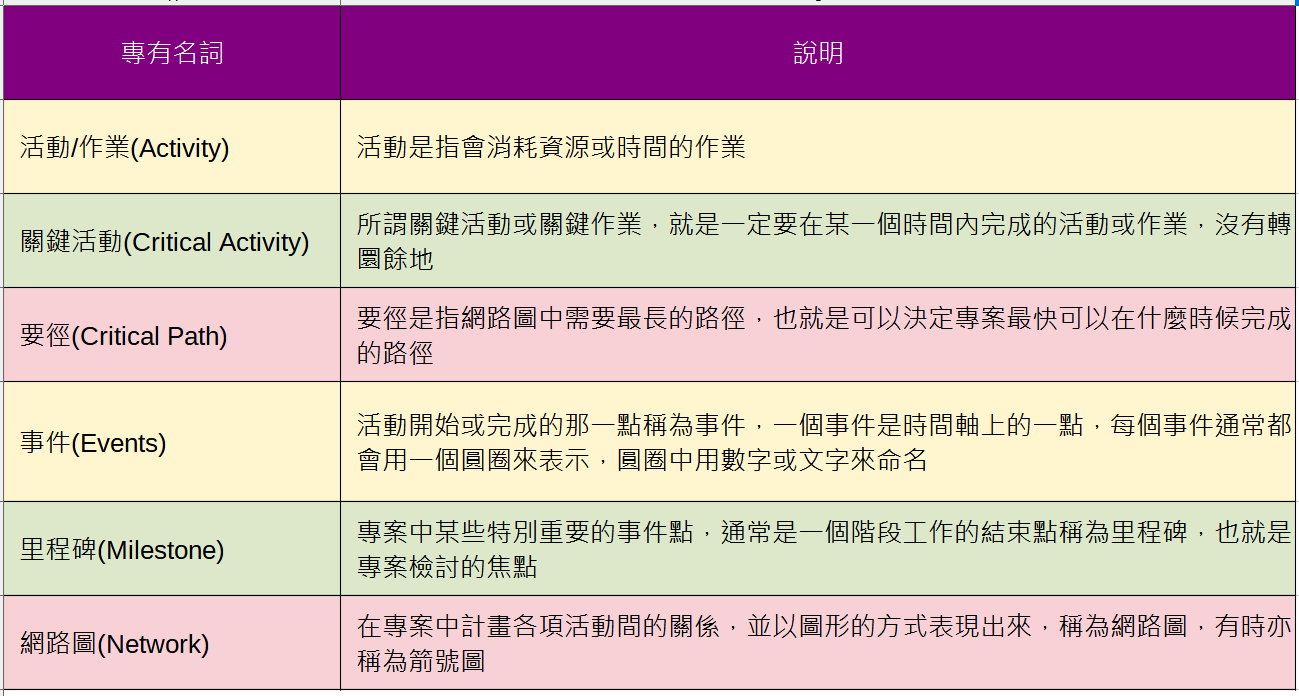 專有名詞
說明
活動/作業(Activity)
活動是指會消耗資源或時間的作業
關鍵活動(Critical Activity)
所謂關鍵活動或關鍵作業，就是一定要在某一個時間內完成的活動或作業，沒有轉
圜餘地
要徑(Critical Path)
要徑是指網路圖中需要最長的路徑，也就是可以決定專案最快可以在什麼時候完成
的路徑
事件(Events)
活動開始或完成的那一點稱為事件，一個事件是時間軸上的一點，每個事件通常都
會用一個圓圈來表示，圓圈中用數字或文字來命名
里程碑(Milestone)
專案中某些特別重要的事件點，通常是一個階段工作的結束點稱為里程碑，也就是
專案檢討的焦點
網路圖(Network)
在專案中計畫各項活動間的關係，並以圖形的方式表現出來，稱為網路圖，有時亦
稱為箭號圖